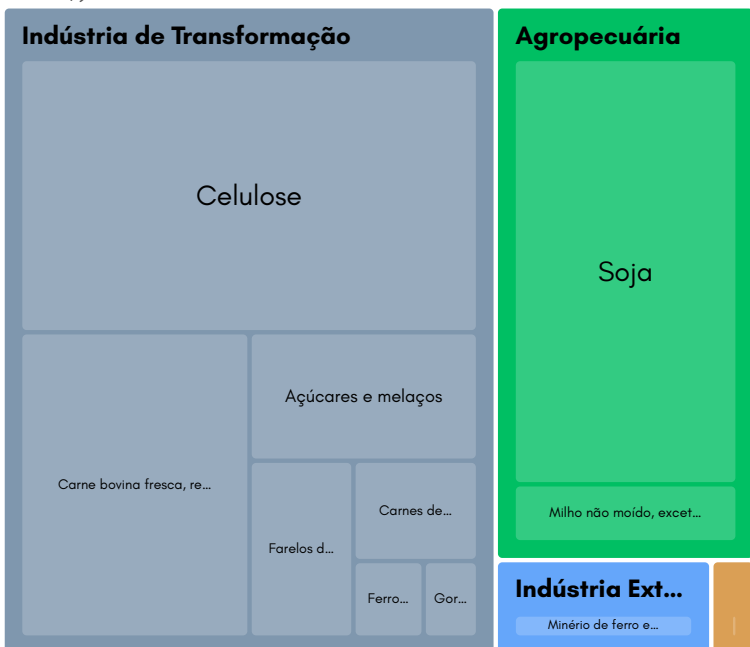 Indústria de Transformação
Celulose
Carne bovina fresca, re...
Açúcares e melaços
Farelos d...
Carnes de...
Ferro...
Gor...
Agropecuária
Soja
Milho não moído, excet...
Indústria Ext...
Minério de ferro e...